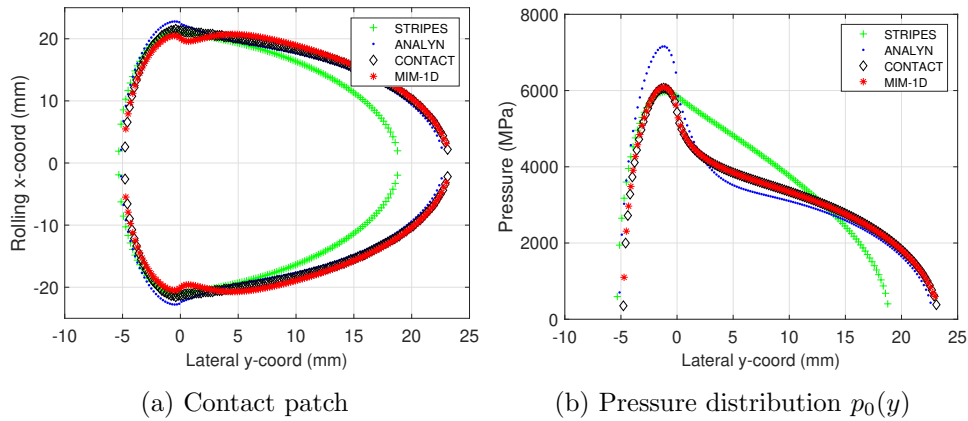 20
10
0
-10
-20
-10
-5
0
5
10
15
20
25
Rolling x-coord (mm)
Lateral y-coord (mm)
STRIPES
ANALYN
CONTACT
MIM-1D
(a) Contact patch
8000
6000
4000
2000
0
-10
-5
0
5
10
15
20
25
Pressure (MPa)
Lateral y-coord (mm)
STRIPES
ANALYN
CONTACT
MIM-1D
(b) Pressure distribution p₀(y)